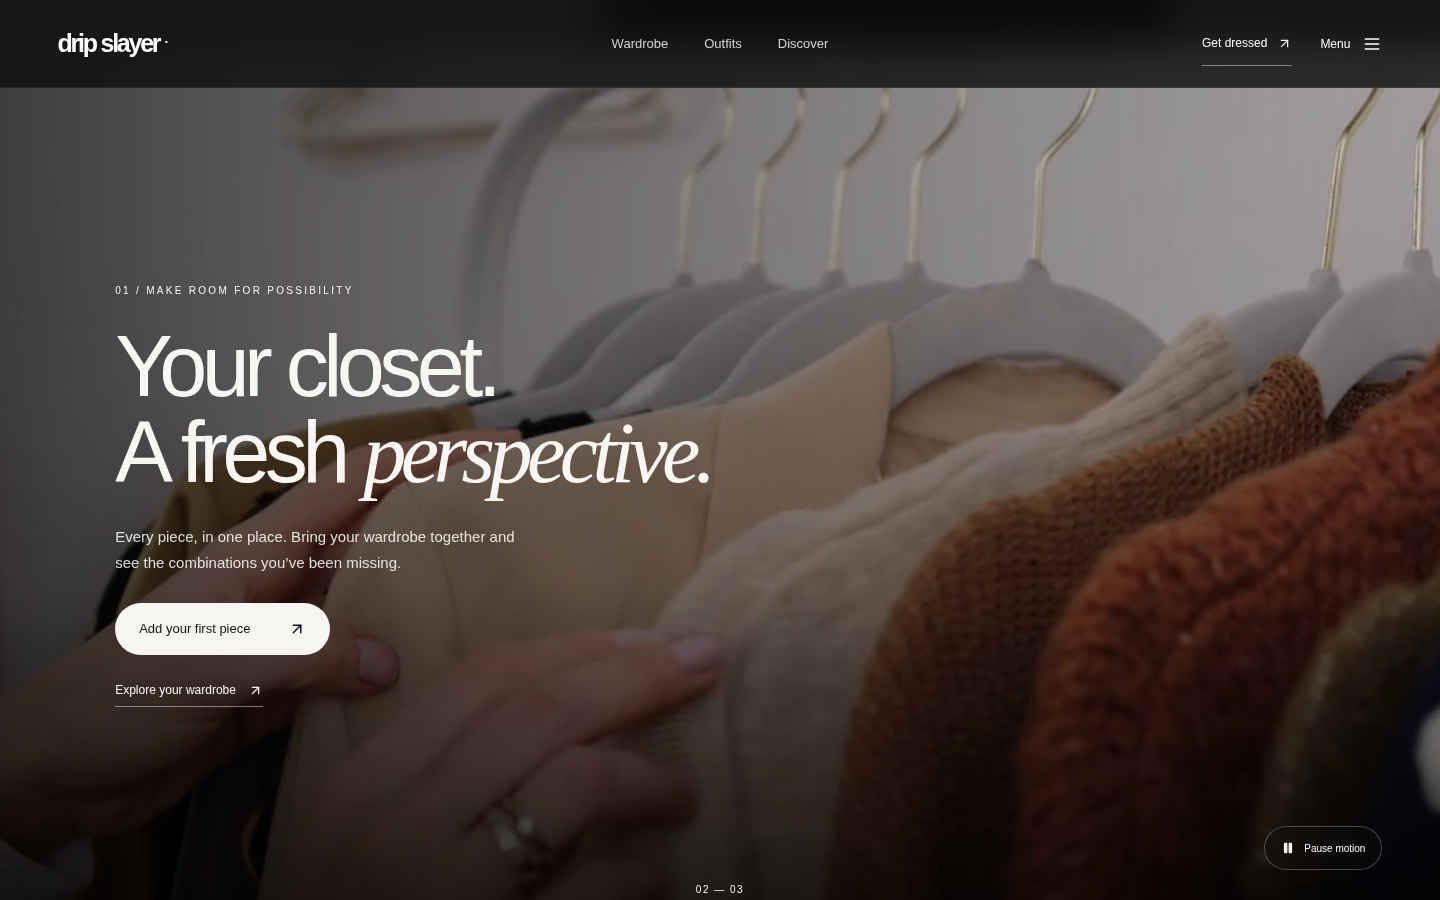 drip slayer
Wardrobe
Outfits
Discover
Get dressed
Menu
01 / MAKE ROOM FOR POSSIBILITY
Your closet.
A fresh perspective.
Every piece, in one place. Bring your wardrobe together and
see the combinations you’ve been missing.
Add your first piece
Explore your wardrobe
Pause motion
02 — 03